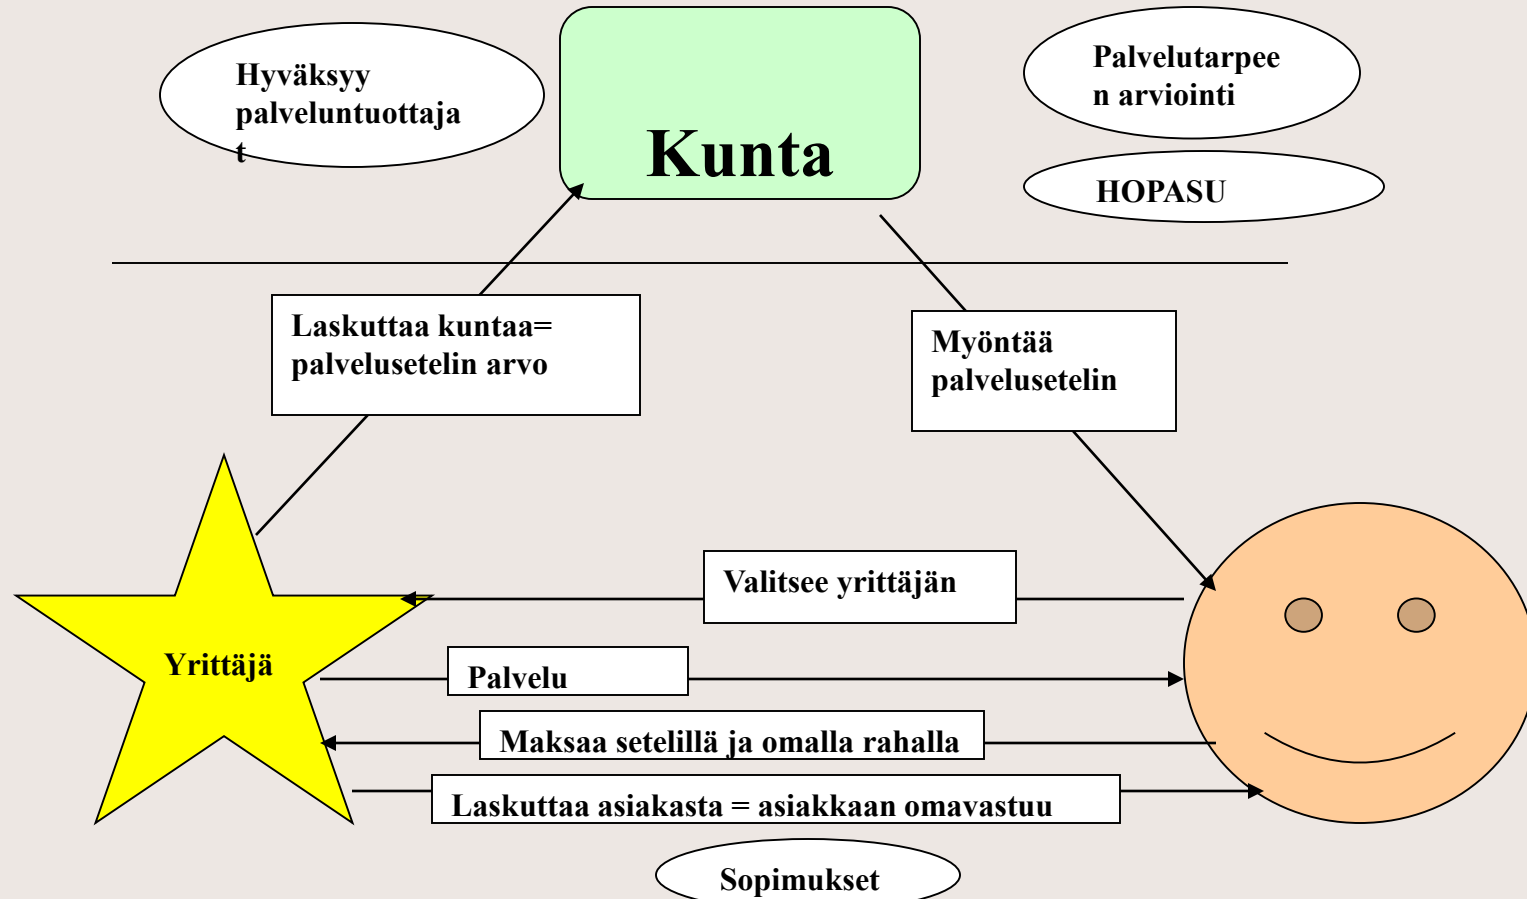 Hyväksyy
palveluntuottaja
t
Kunta
Palvelutarpee
n arviointi
HOPASU
Laskuttaa kuntaa=
palvelusetelin arvo
Myöntää
palvelusetelin
Valitsee yrittäjän
Yrittäjä
Palvelu
Maksaa setelillä ja omalla rahalla
Laskuttaa asiakasta = asiakkaan omavastuu
Sopimukset